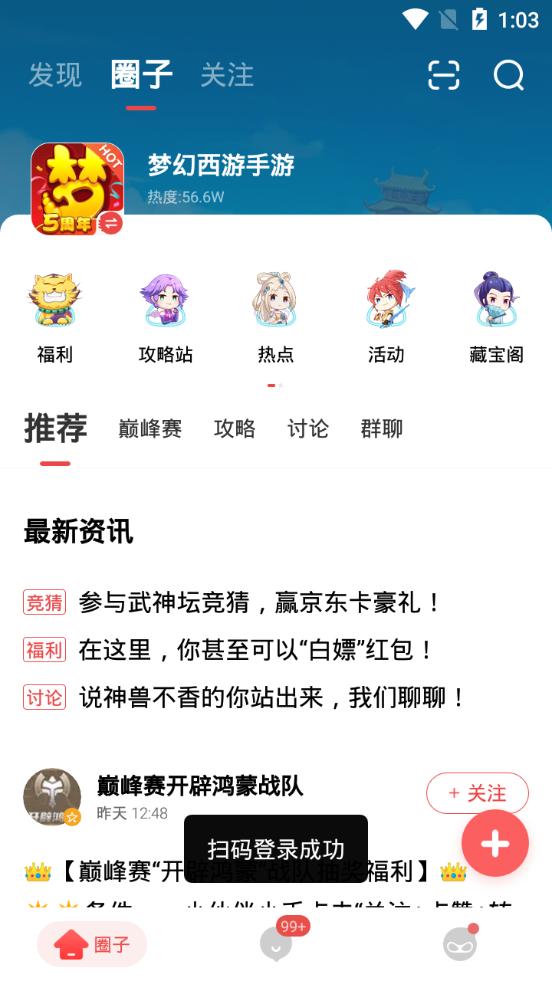 1:03
发现 圈子 关注
HOT
梦
5周年
梦幻西游手游
热度:56.6W
福利 攻略站 热点 活动 藏宝阁
推荐 巅峰赛 攻略 讨论 群聊
最新资讯
竞猜 参与武神坛竞猜，赢京东卡豪礼！
福利 在这里，你甚至可以“白嫖”红包！
讨论 说神兽不香的你站出来，我们聊聊！
巅峰赛开辟鸿蒙战队
昨天 12:48
+ 关注
扫码登录成功
【巅峰赛“开辟鸿蒙”战队抽奖福利】
圈子
99+